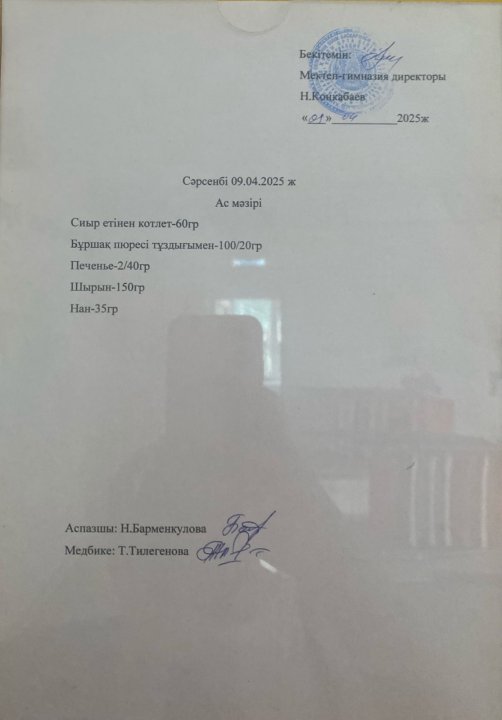 Бекітемін:
Мектеп-гимназия директоры
Н.Конкабаев
«01» 04 2025ж
Сәрсенбі 09.04.2025 ж
Ас мәзірі
Сиыр етінен котлет-60гр
Бұршақ пюресі тұздығымен-100/20гр
Печенье-2/40гр
Шырын-150гр
Нан-35гр
Аспазшы: Н.Барменкулова
Медбике: Т.Тилегенова